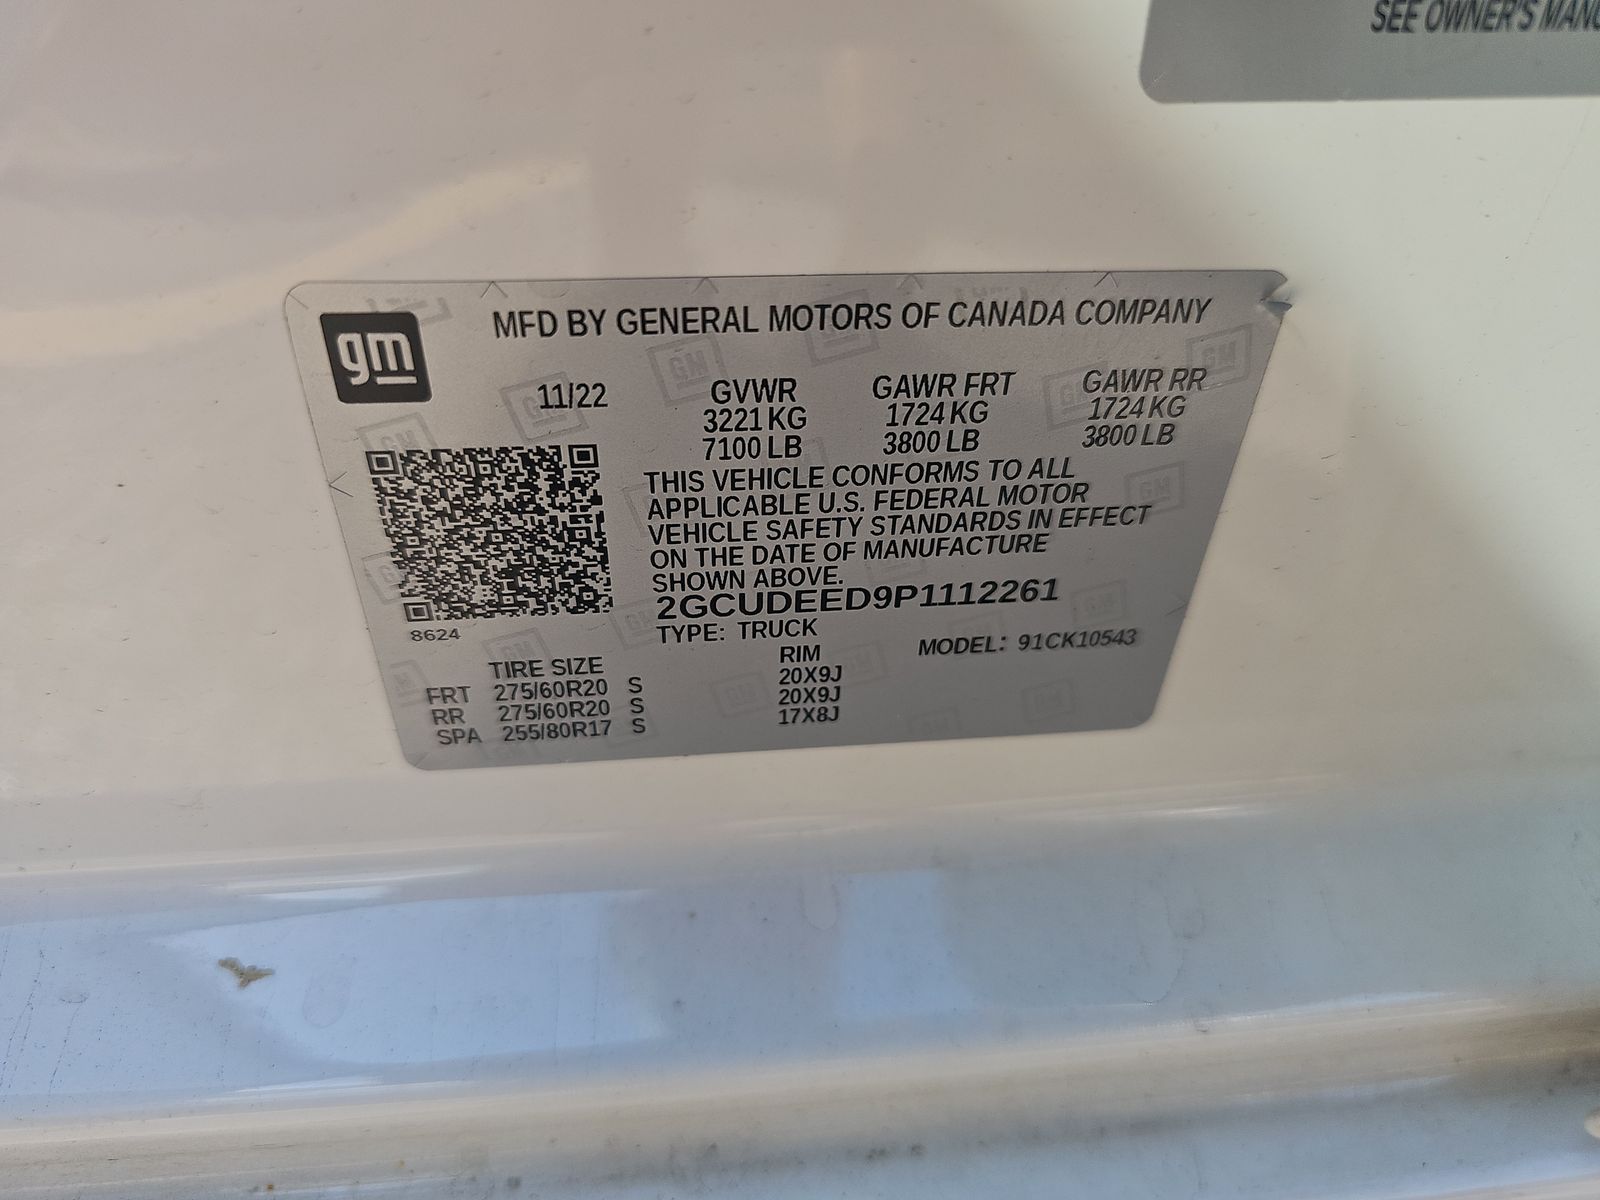 SEE OWNER'S
gm
MFD BY GENERAL MOTORS OF CANADA COMPANY
11/22 GVWR GAWR FRT GAWR RR
3221 KG 1724 KG 1724 KG
7100 LB 3800 LB 3800 LB
THIS VEHICLE CONFORMS TO ALL
APPLICABLE U.S. FEDERAL MOTOR
VEHICLE SAFETY STANDARDS IN EFFECT
ON THE DATE OF MANUFACTURE
SHOWN ABOVE.
2GCUDEED9P1112261
8624
TYPE: TRUCK MODEL: 91CK10543
TIRE SIZE RIM
FRT 275/60R20 S 20X9J
RR 275/60R20 S 20X9J
SPA 255/80R17 S 17X8J